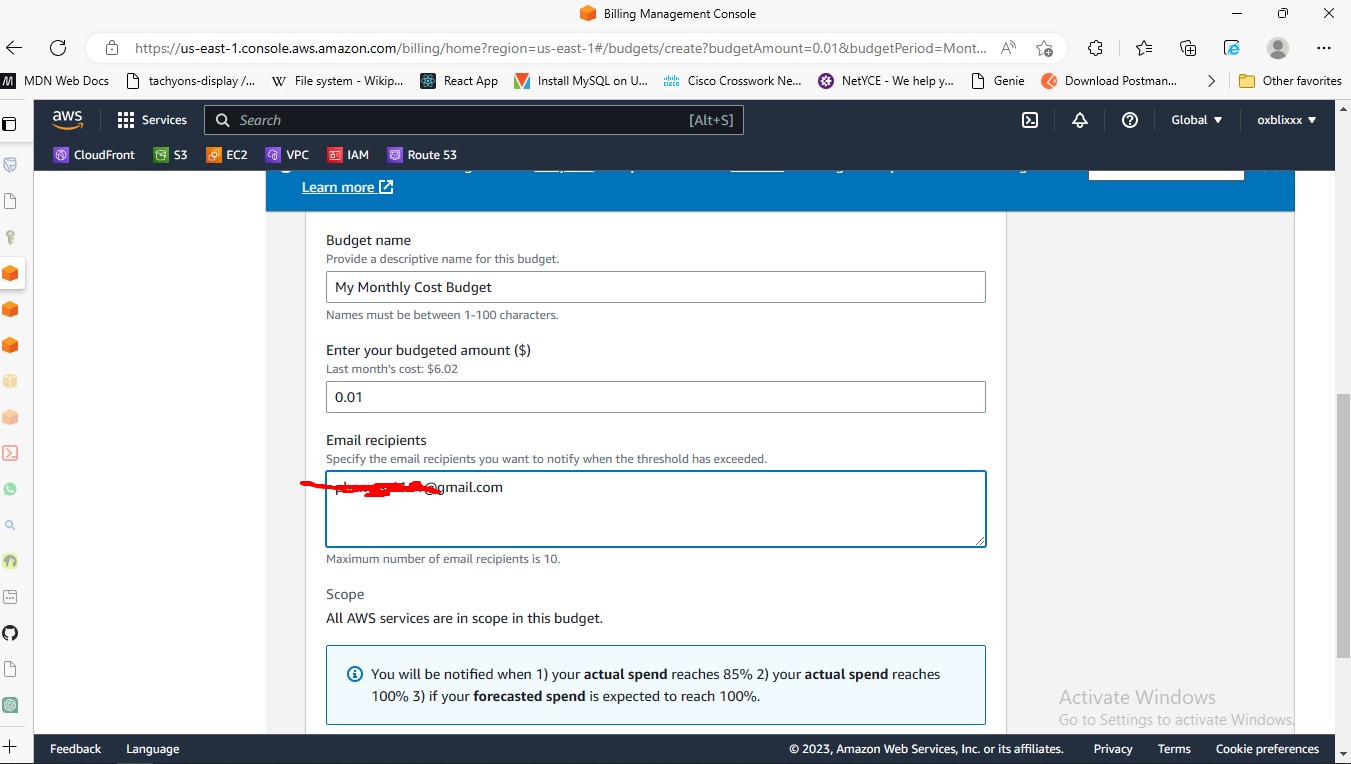 Billing Management Console
https://us-east-1.console.aws.amazon.com/billing/home?region=us-east-1#/budgets/create?budgetAmount=0.01&budgetPeriod=Mont...
MDN Web Docs tachyons-display /... File system - Wikip... React App Install MySQL on U... Cisco Crosswork Ne... NetYCE - We help y... Genie Download Postman... Other favorites
aws Services Search [Alt+S] Global oxblixxx
CloudFront S3 EC2 VPC IAM Route 53
Learn more
Budget name
Provide a descriptive name for this budget.
My Monthly Cost Budget
Names must be between 1-100 characters.
Enter your budgeted amount ($)
Last month's cost: $6.02
0.01
Email recipients
Specify the email recipients you want to notify when the threshold has exceeded.
@gmail.com
Maximum number of email recipients is 10.
Scope
All AWS services are in scope in this budget.
You will be notified when 1) your actual spend reaches 85% 2) your actual spend reaches
100% 3) if your forecasted spend is expected to reach 100%.
Activate Windows
Go to Settings to activate Windows.
Feedback Language © 2023, Amazon Web Services, Inc. or its affiliates. Privacy Terms Cookie preferences